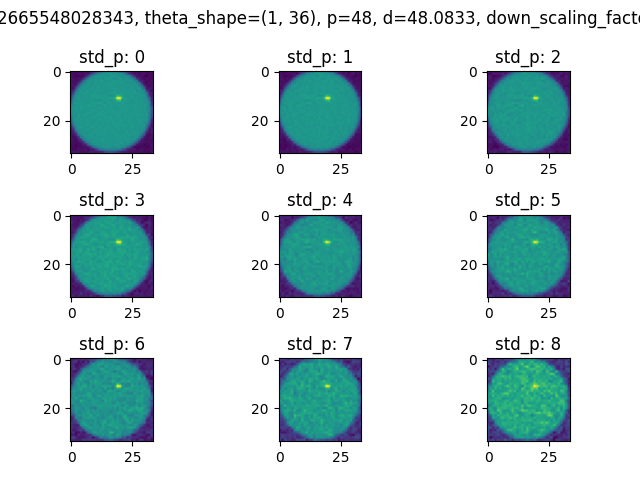 2665548028343, theta_shape=(1, 36), p=48, d=48.0833, down_scaling_facto
std_p: 0 std_p: 1 std_p: 2
0 0 0
20 20 20
0 25 0 25 0 25
std_p: 3 std_p: 4 std_p: 5
0 0 0
20 20 20
0 25 0 25 0 25
std_p: 6 std_p: 7 std_p: 8
0 0 0
20 20 20
0 25 0 25 0 25